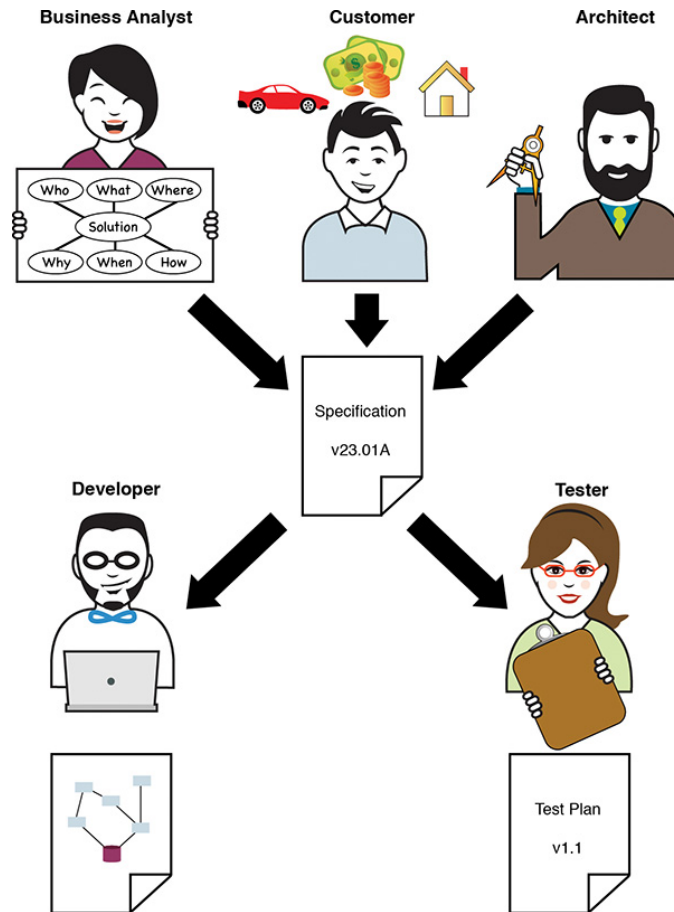 Business Analyst
Customer
Architect
Who
What
Where
Solution
Why
When
How
Specification
v23.01A
Developer
Tester
Test Plan
v1.1